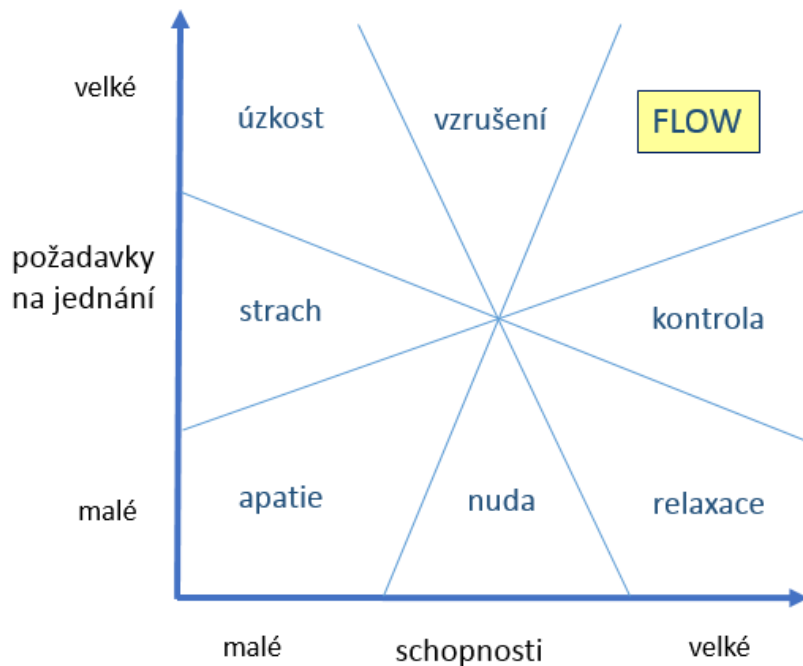 velké
úzkost
vzrušení
FLOW
požadavky
na jednání
strach
kontrola
malé
apatie
nuda
relaxace
malé
schopnosti
velké